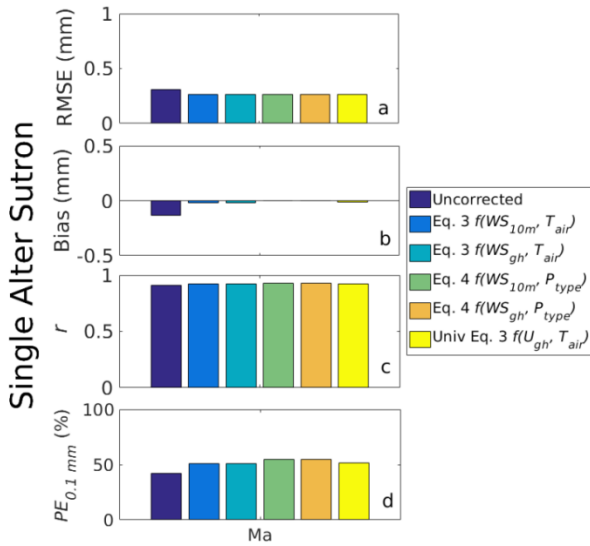 Single Alter Sutron
RMSE (mm)
1
0.5
0
a
Bias (mm)
0.5
0
-0.5
b
r
1
0.5
0
c
PE0.1 mm (%)
100
50
0
d
Ma
Uncorrected
Eq. 3 f(WS10m, Tair)
Eq. 3 f(WSgh, Tair)
Eq. 4 f(WS10m, Ptype)
Eq. 4 f(WSgh, Ptype)
Univ Eq. 3 f(Ugh, Tair)